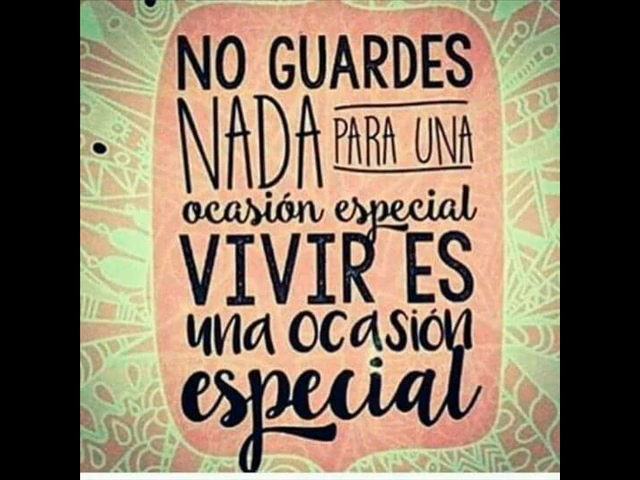 NO GUARDES
NADA PARA UNA
ocasión especial
VIVIR ES
una ocasión
especial